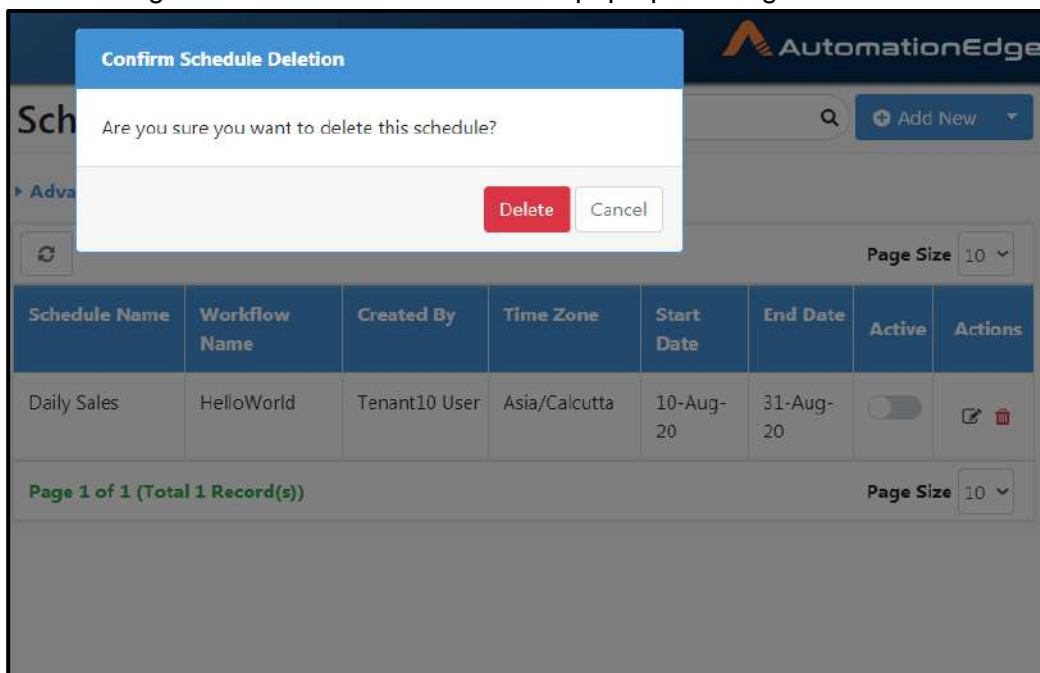 Confirm Schedule Deletion
AutomationEdge
Sch
Are you sure you want to delete this schedule?
Add New
Adva
Delete Cancel
Page Size 10
Schedule Name Workflow Name Created By Time Zone Start Date End Date Active Actions
Daily Sales HelloWorld Tenant10 User Asia/Calcutta 10-Aug-20 31-Aug-20
Page 1 of 1 (Total 1 Record(s)) Page Size 10